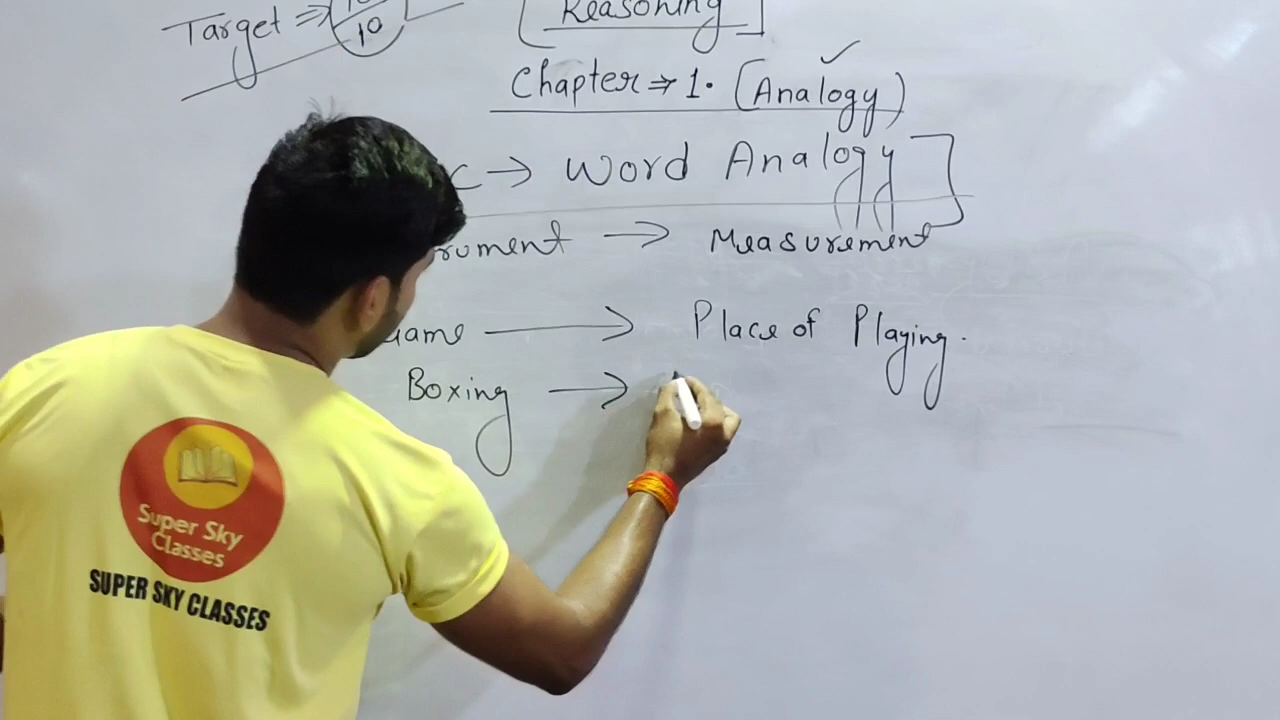 Target ⇒ 10/10
[Reasoning]
Chapter ⇒ 1. (Analogy) ✓
→ Word Analogy ]
rument → Measurement
Game → Place of Playing.
Boxing →
Super Sky
Classes
SUPER SKY CLASSES